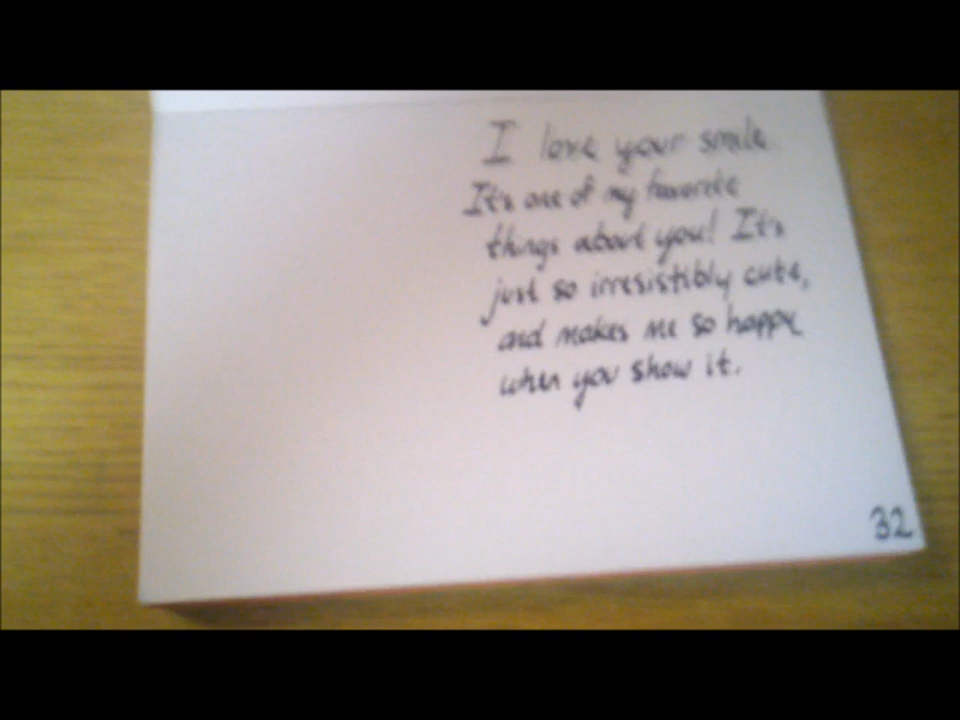 I love your smile.
It's one of my favorite
things about you! It's
just so irresistibly cute,
and makes me so happy
when you show it.
32